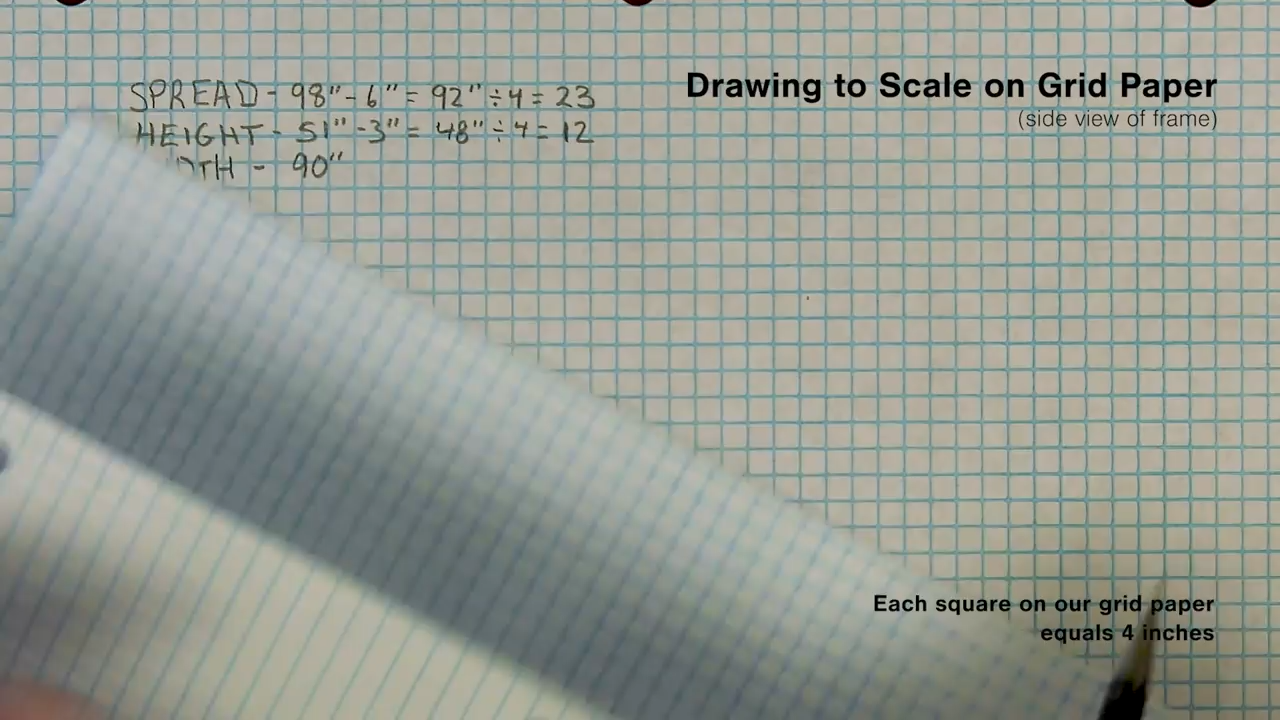 SPREAD - 98" - 6" = 92" ÷ 4 = 23
HEIGHT - 51" - 3" = 48" ÷ 4 = 12
90"
Drawing to Scale on Grid Paper
(side view of frame)
Each square on our grid paper
equals 4 inches